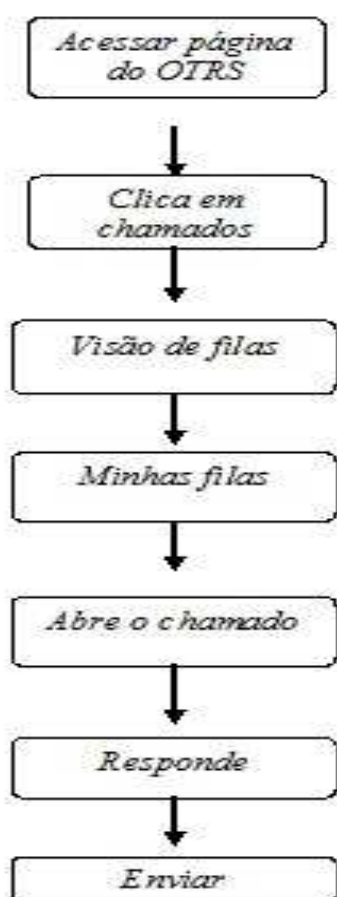 Acessar página
do OTRS
Clica em
chamados
Visão de filas
Minhas filas
Abre o chamado
Responde
Enviar